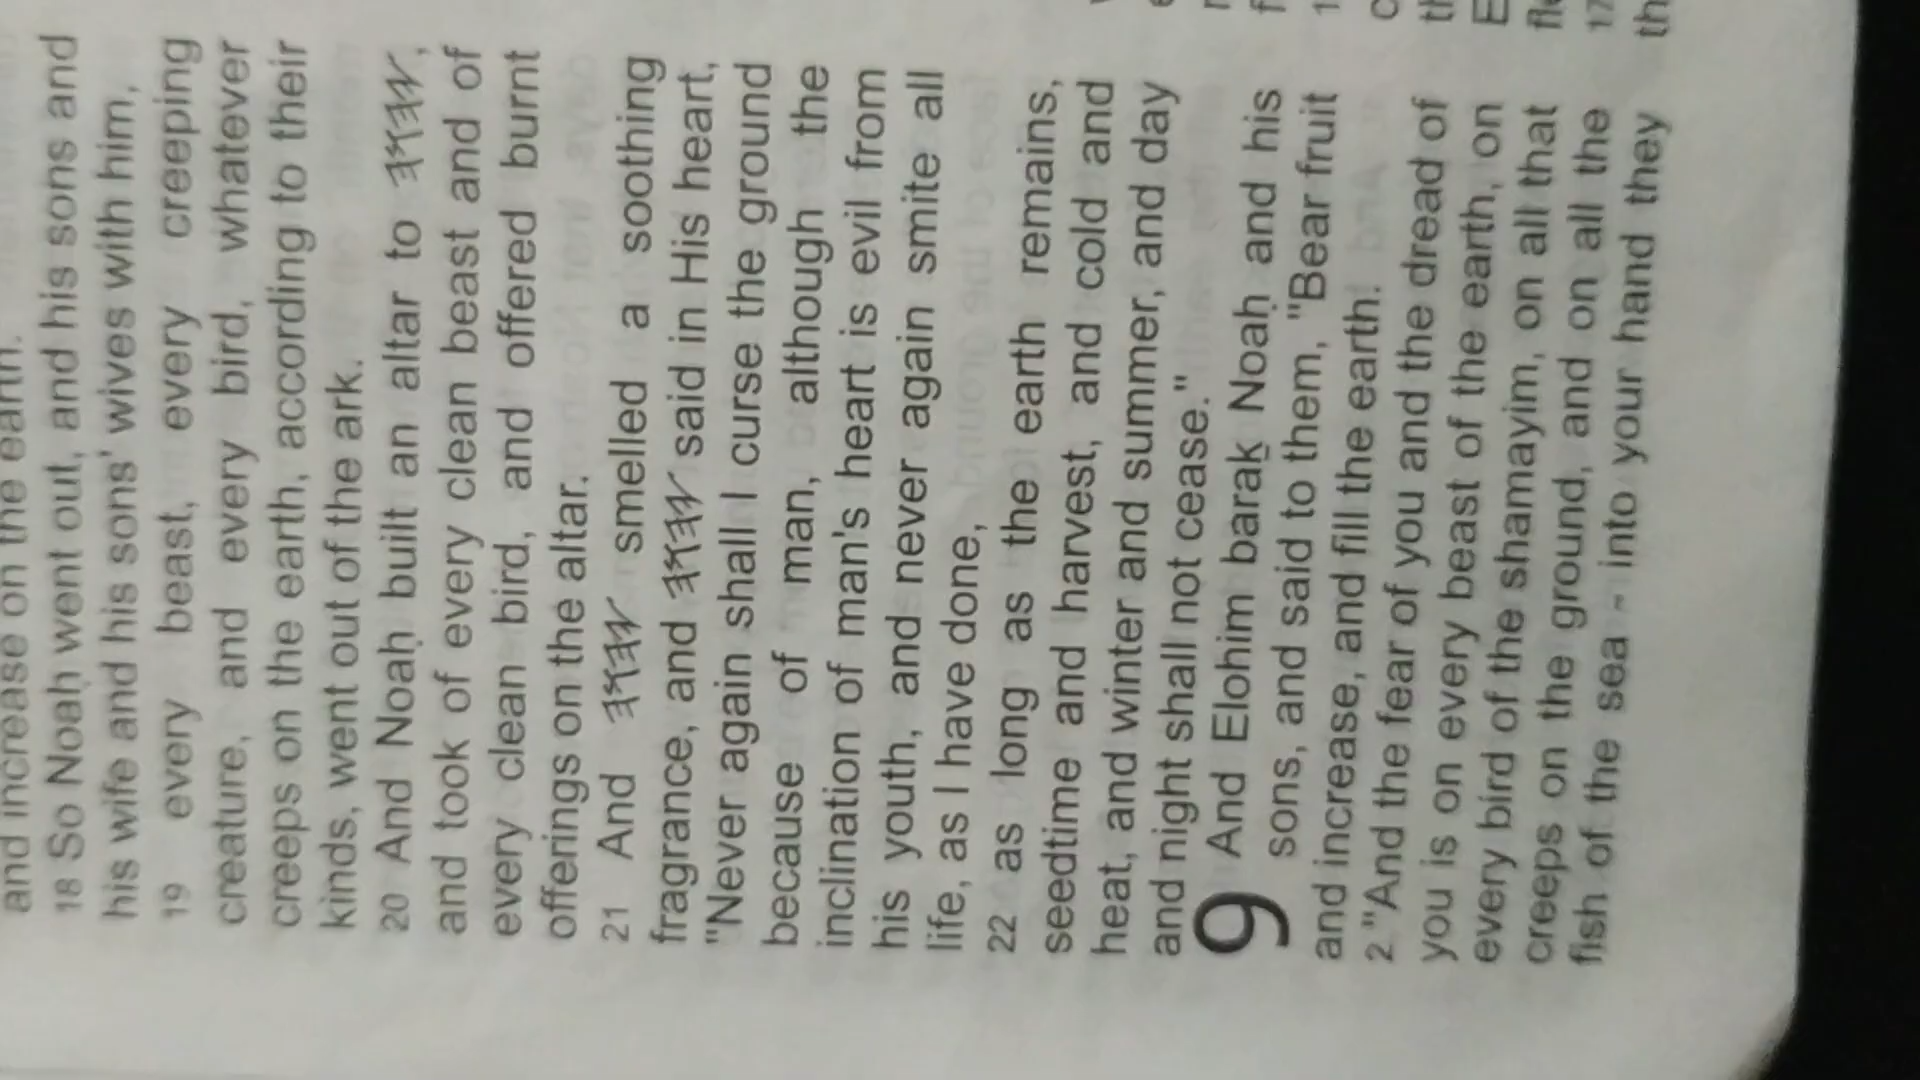 and increase on the earth.
18 So Noaḥ went out, and his sons and
his wife and his sons' wives with him,
19 every beast, every creeping
creature, and every bird, whatever
creeps on the earth, according to their
kinds, went out of the ark.
20 And Noaḥ built an altar to 𐤉𐤄𐤅𐤄,
and took of every clean beast and of
every clean bird, and offered burnt
offerings on the altar.
21 And 𐤉𐤄𐤅𐤄 smelled a soothing
fragrance, and 𐤉𐤄𐤅𐤄 said in His heart,
"Never again shall I curse the ground
because of man, although the
inclination of man's heart is evil from
his youth, and never again smite all
life, as I have done,
22 as long as the earth remains,
seedtime and harvest, and cold and
heat, and winter and summer, and day
and night shall not cease."
9 And Elohim baraḵ Noaḥ and his
sons, and said to them, "Bear fruit
and increase, and fill the earth.
2 "And the fear of you and the dread of
you is on every beast of the earth, on
every bird of the shamayim, on all that
creeps on the ground, and on all the
fish of the sea ~ into your hand they